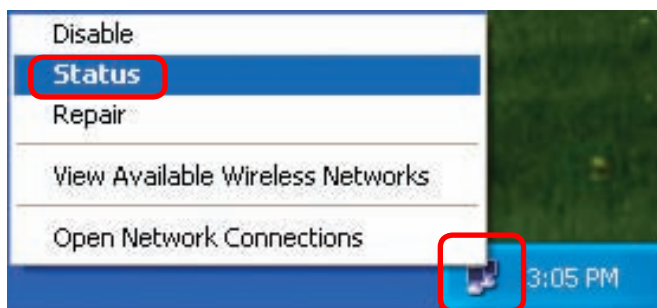 Disable
Status
Repair
View Available Wireless Networks
Open Network Connections
3:05 PM